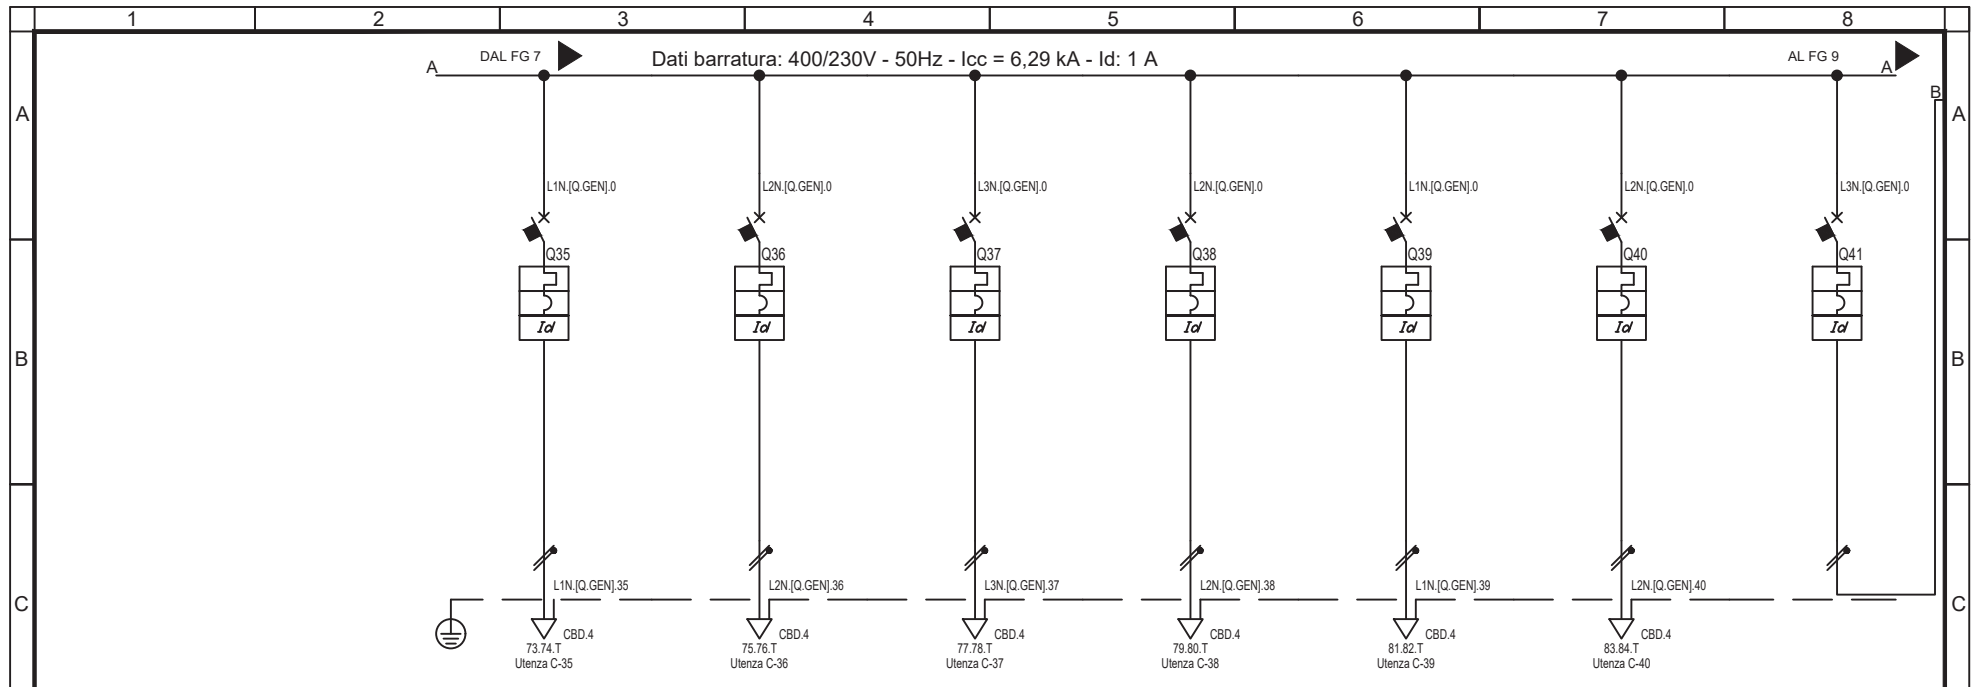 1 2 3 4 5 6 7 8
DAL FG 7 Dati barratura: 400/230V - 50Hz - Icc = 6,29 kA - Id: 1 A AL FG 9
A A
B
A A
L1N.[Q.GEN].0 L2N.[Q.GEN].0 L3N.[Q.GEN].0 L2N.[Q.GEN].0 L1N.[Q.GEN].0 L2N.[Q.GEN].0 L3N.[Q.GEN].0
Q35 Q36 Q37 Q38 Q39 Q40 Q41
Id Id Id Id Id Id Id
B B
L1N.[Q.GEN].35 L2N.[Q.GEN].36 L3N.[Q.GEN].37 L2N.[Q.GEN].38 L1N.[Q.GEN].39 L2N.[Q.GEN].40
C C
CBD.4 CBD.4 CBD.4 CBD.4 CBD.4 CBD.4
73.74.T 75.76.T 77.78.T 79.80.T 81.82.T 83.84.T
Utenza C-35 Utenza C-36 Utenza C-37 Utenza C-38 Utenza C-39 Utenza C-40